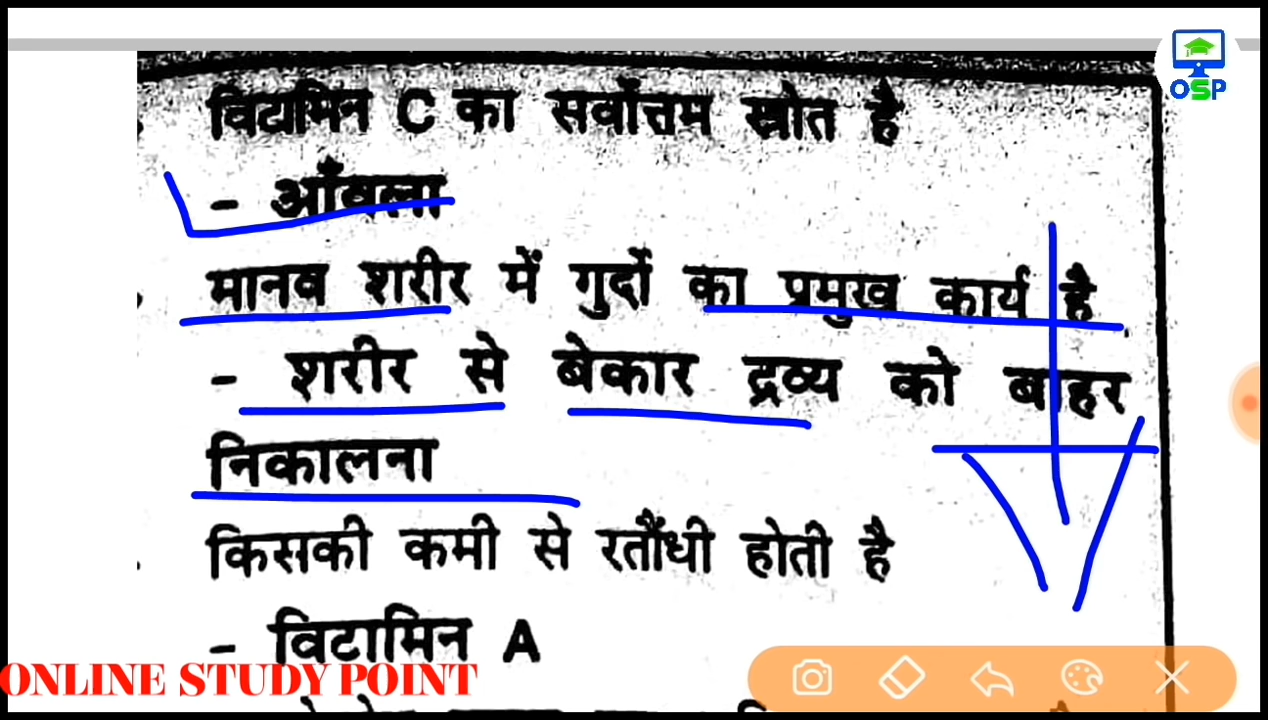 OSP
विटामिन C का सर्वोत्तम स्रोत है
- आँवला
मानव शरीर में गुर्दो का प्रमुख कार्य है
- शरीर से बेकार द्रव्य को बाहर
निकालना
किसकी कमी से रतौंधी होती है
- विटामिन A
ONLINE STUDY POINT